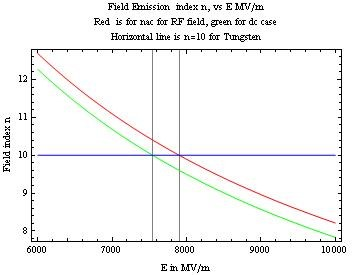 Field Emission index n, vs E MV/m
Red is for nac for RF field, green for dc case
Horizontal line is n=10 for Tungsten
Field index n
12
11
10
9
8
6000 7000 8000 9000 10000
E in MV/m